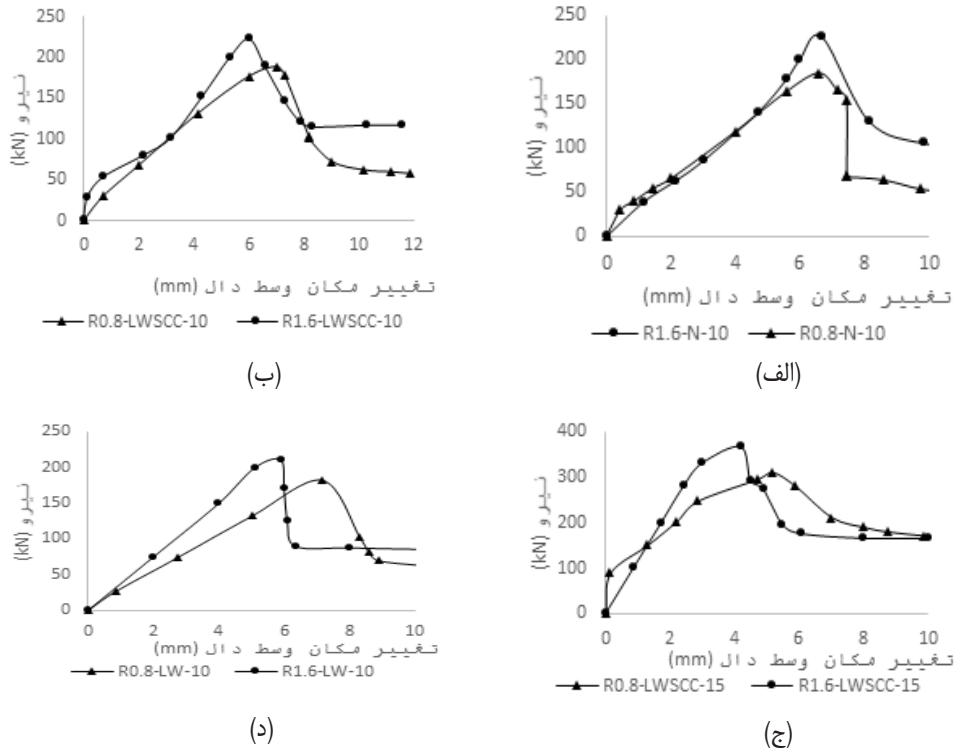 250
200
150
100
50
0
نیرو (kN)
0 2 4 6 8 10
تغییر مکان وسط دال (mm)
R1.6-N-10 R0.8-N-10
(الف)
250
200
150
100
50
0
نیرو (kN)
0 2 4 6 8 10 12
تغییر مکان وسط دال (mm)
R0.8-LWSCC-10 R1.6-LWSCC-10
(ب)
400
300
200
100
0
نیرو (kN)
0 2 4 6 8 10
تغییر مکان وسط دال (mm)
R0.8-LWSCC-15 R1.6-LWSCC-15
(ج)
250
200
150
100
50
0
نیرو (kN)
0 2 4 6 8 10
تغییر مکان وسط دال (mm)
R0.8-LW-10 R1.6-LW-10
(د)